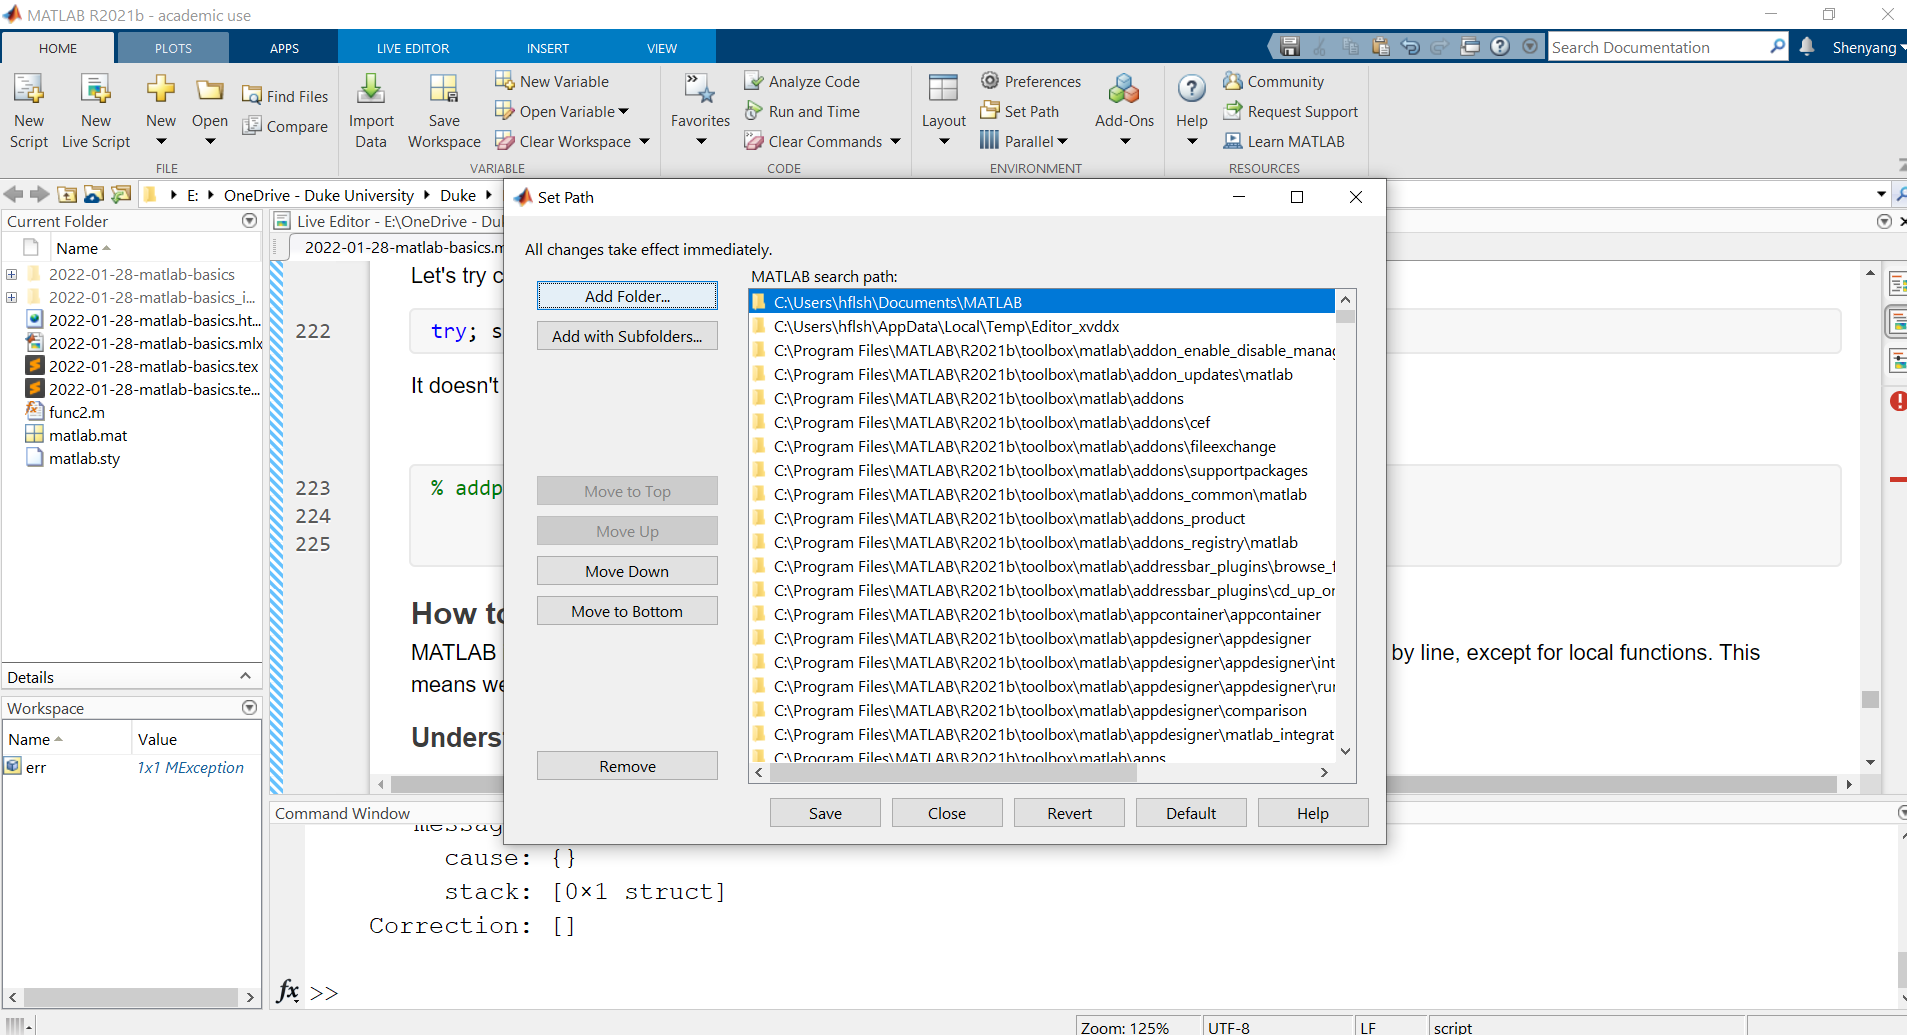 MATLAB R2021b - academic use
HOME PLOTS APPS LIVE EDITOR INSERT VIEW
Search Documentation
Shenyang
New Script
New Live Script
New
Open
Find Files
Compare
FILE
Import Data
Save Workspace
New Variable
Open Variable
Clear Workspace
VARIABLE
Favorites
Analyze Code
Run and Time
Clear Commands
CODE
Layout
Preferences
Set Path
Parallel
Add-Ons
ENVIRONMENT
Help
Community
Request Support
Learn MATLAB
RESOURCES
E: OneDrive - Duke University Duke
Current Folder
Name
2022-01-28-matlab-basics
2022-01-28-matlab-basics_i...
2022-01-28-matlab-basics.ht...
2022-01-28-matlab-basics.mlx
2022-01-28-matlab-basics.tex
2022-01-28-matlab-basics.te...
func2.m
matlab.mat
matlab.sty
Details
Workspace
Name Value
err 1x1 MException
Live Editor - E:\OneDrive - Du
2022-01-28-matlab-basics.m
Let's try c
222 try; s
It doesn't
223 % addp
224
225
How to
MATLAB by line, except for local functions. This
means we
Unders
Set Path
All changes take effect immediately.
Add Folder...
Add with Subfolders...
Move to Top
Move Up
Move Down
Move to Bottom
Remove
MATLAB search path:
C:\Users\hflsh\Documents\MATLAB
C:\Users\hflsh\AppData\Local\Temp\Editor_xvddx
C:\Program Files\MATLAB\R2021b\toolbox\matlab\addon_enable_disable_manag
C:\Program Files\MATLAB\R2021b\toolbox\matlab\addon_updates\matlab
C:\Program Files\MATLAB\R2021b\toolbox\matlab\addons
C:\Program Files\MATLAB\R2021b\toolbox\matlab\addons\cef
C:\Program Files\MATLAB\R2021b\toolbox\matlab\addons\fileexchange
C:\Program Files\MATLAB\R2021b\toolbox\matlab\addons\supportpackages
C:\Program Files\MATLAB\R2021b\toolbox\matlab\addons_common\matlab
C:\Program Files\MATLAB\R2021b\toolbox\matlab\addons_product
C:\Program Files\MATLAB\R2021b\toolbox\matlab\addons_registry\matlab
C:\Program Files\MATLAB\R2021b\toolbox\matlab\addressbar_plugins\browse_f
C:\Program Files\MATLAB\R2021b\toolbox\matlab\addressbar_plugins\cd_up_or
C:\Program Files\MATLAB\R2021b\toolbox\matlab\appcontainer\appcontainer
C:\Program Files\MATLAB\R2021b\toolbox\matlab\appdesigner\appdesigner
C:\Program Files\MATLAB\R2021b\toolbox\matlab\appdesigner\appdesigner\int
C:\Program Files\MATLAB\R2021b\toolbox\matlab\appdesigner\appdesigner\rur
C:\Program Files\MATLAB\R2021b\toolbox\matlab\appdesigner\comparison
C:\Program Files\MATLAB\R2021b\toolbox\matlab\appdesigner\matlab_integrat
C:\Program Files\MATLAB\R2021b\toolbox\matlab\apps
Save Close Revert Default Help
Command Window
messag
cause: {}
stack: [0×1 struct]
Correction: []
fx >>
Zoom: 125% UTF-8 LF script